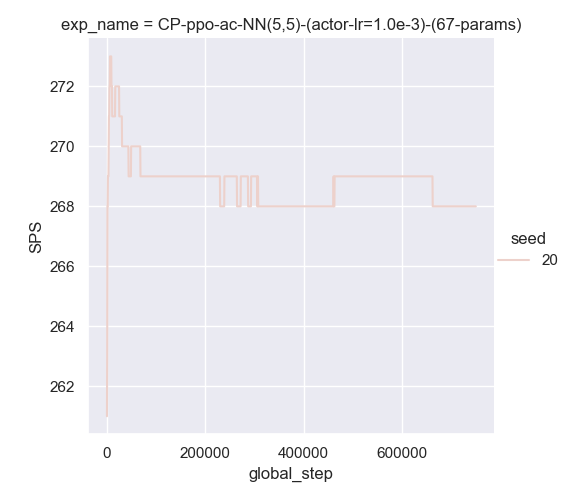 exp_name = CP-ppo-ac-NN(5,5)-(actor-lr=1.0e-3)-(67-params)
272
270
268
266
264
262
SPS
0 200000 400000 600000
global_step
seed
20